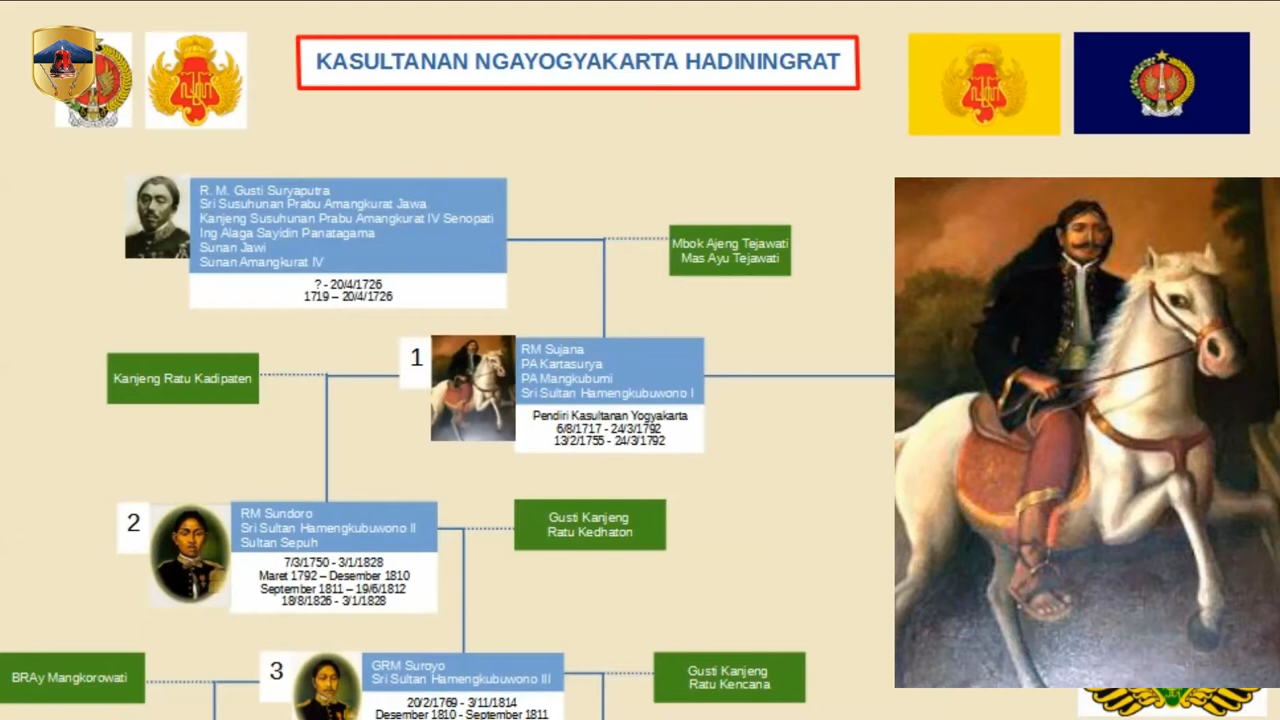 KASULTANAN NGAYOGYAKARTA HADININGRAT
R. M. Gusti Suryaputra
Sri Susuhunan Prabu Amangkurat Jawa
Kanjeng Susuhunan Prabu Amangkurat IV Senopati
Ing Alaga Sayidin Panatagama
Sunan Jawi
Sunan Amangkurat IV
? - 20/4/1726
1719 – 20/4/1726
Mbok Ajeng Tejawati
Mas Ayu Tejawati
Kanjeng Ratu Kadipaten
1
RM Sujana
PA Kartasurya
PA Mangkubumi
Sri Sultan Hamengkubuwono I
Pendiri Kasultanan Yogyakarta
6/8/1717 - 24/3/1792
13/2/1755 - 24/3/1792
2
RM Sundoro
Sri Sultan Hamengkubuwono II
Sultan Sepuh
7/3/1750 - 3/1/1828
Maret 1792 – Desember 1810
September 1811 – 19/6/1812
18/8/1826 - 3/1/1828
Gusti Kanjeng
Ratu Kedhaton
BRAy Mangkorowati
3
GRM Suroyo
Sri Sultan Hamengkubuwono III
20/2/1769 - 3/11/1814
Desember 1810 - September 1811
Gusti Kanjeng
Ratu Kencana